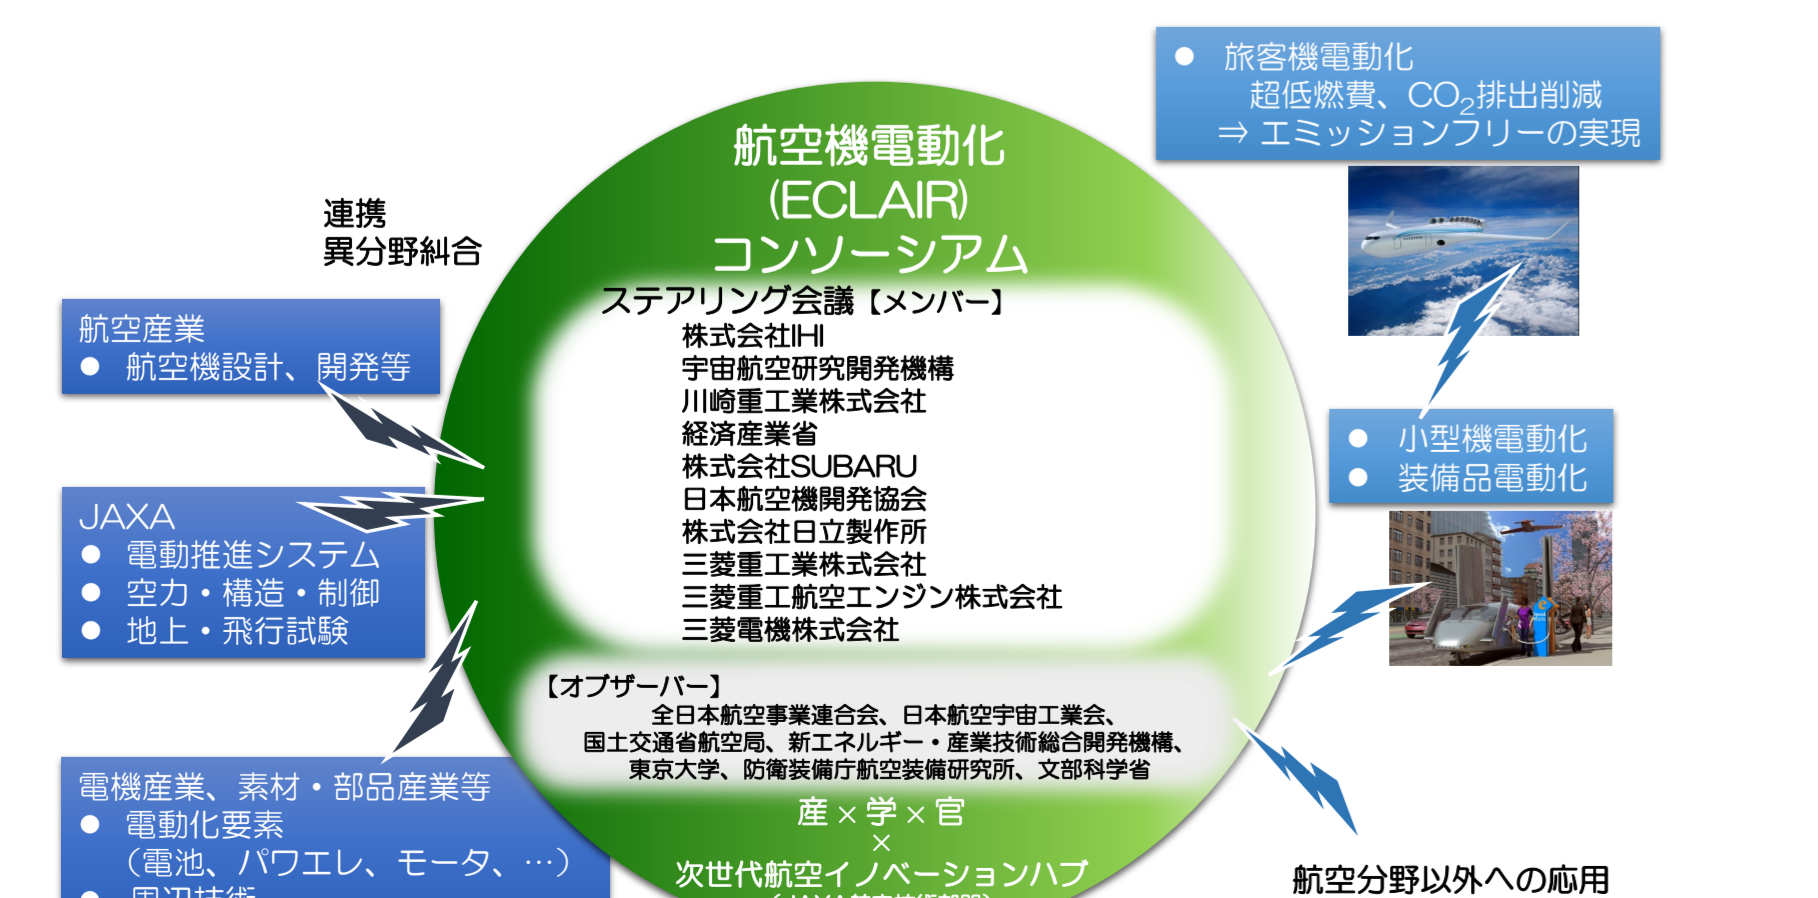 航空機電動化
(ECLAIR)
コンソーシアム
ステアリング会議【メンバー】
株式会社IHI
宇宙航空研究開発機構
川崎重工業株式会社
経済産業省
株式会社SUBARU
日本航空機開発協会
株式会社日立製作所
三菱重工業株式会社
三菱重工航空エンジン株式会社
三菱電機株式会社
【オブザーバー】
全日本航空事業連合会、日本航空宇宙工業会、
国土交通省航空局、新エネルギー・産業技術総合開発機構、
東京大学、防衛装備庁航空装備研究所、文部科学省
産×学×官
×
次世代航空イノベーションハブ
連携
異分野糾合
航空産業
● 航空機設計、開発等
JAXA
● 電動推進システム
● 空力・構造・制御
● 地上・飛行試験
電機産業、素材・部品産業等
● 電動化要素
（電池、パワエレ、モータ、…）
● 旅客機電動化
超低燃費、CO₂排出削減
⇒ エミッションフリーの実現
● 小型機電動化
● 装備品電動化
航空分野以外への応用